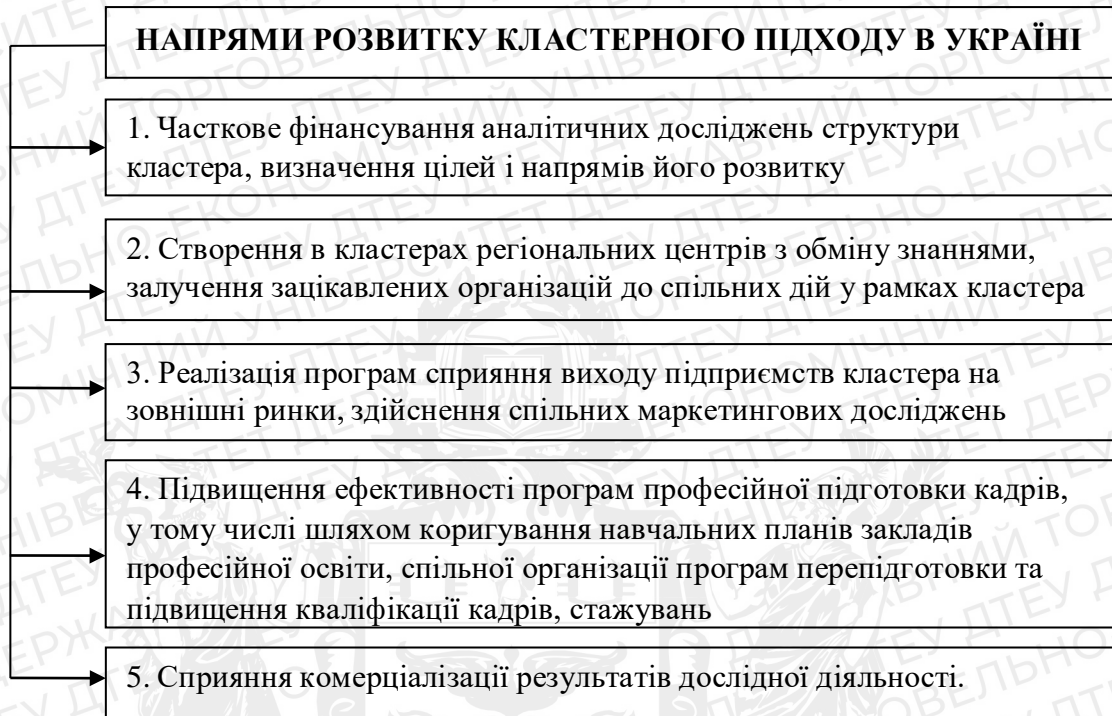 НАПРЯМИ РОЗВИТКУ КЛАСТЕРНОГО ПІДХОДУ В УКРАЇНІ
1. Часткове фінансування аналітичних досліджень структури
кластера, визначення цілей і напрямів його розвитку
2. Створення в кластерах регіональних центрів з обміну знаннями,
залучення зацікавлених організацій до спільних дій у рамках кластера
3. Реалізація програм сприяння виходу підприємств кластера на
зовнішні ринки, здійснення спільних маркетингових досліджень
4. Підвищення ефективності програм професійної підготовки кадрів,
у тому числі шляхом коригування навчальних планів закладів
професійної освіти, спільної організації програм перепідготовки та
підвищення кваліфікації кадрів, стажувань
5. Сприяння комерціалізації результатів дослідної діяльності.